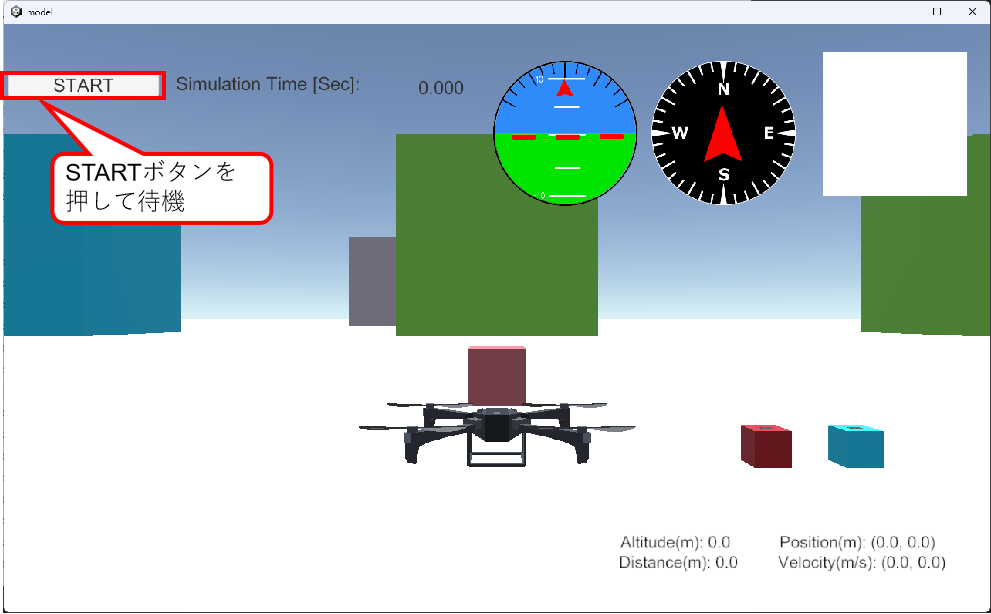 model
START
Simulation Time [Sec]:
0.000
STARTボタンを
押して待機
10
N
W
E
S
Altitude(m): 0.0
Position(m): (0.0, 0.0)
Distance(m): 0.0
Velocity(m/s): (0.0, 0.0)